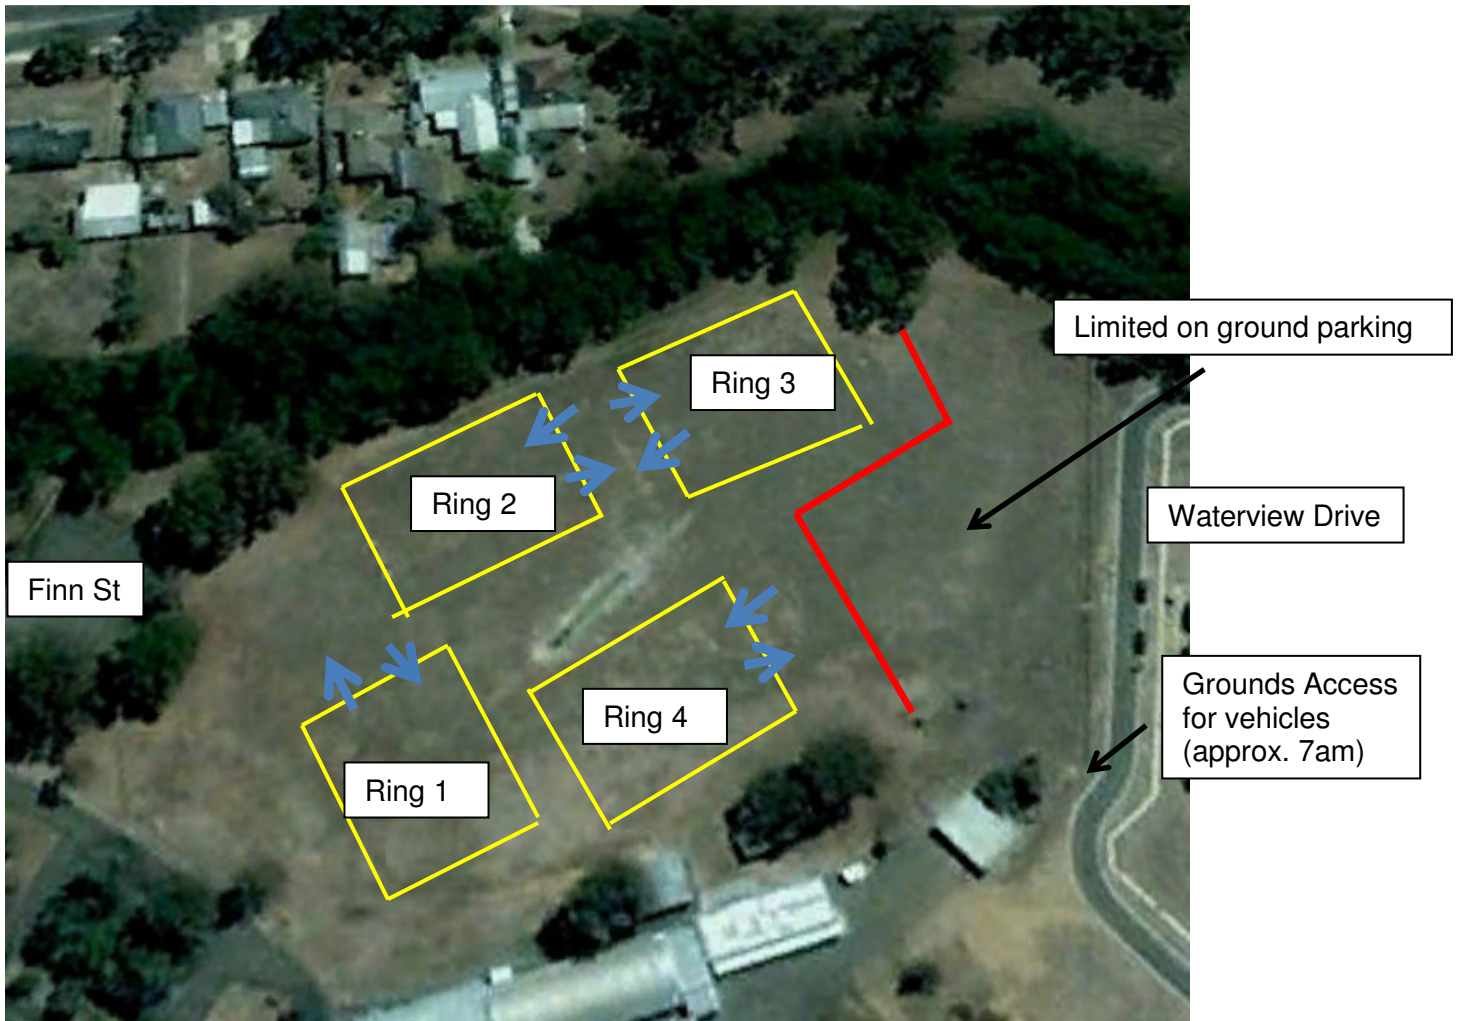 Limited on ground parking
Ring 3
Ring 2
Waterview Drive
Finn St
Grounds Access
for vehicles
(approx. 7am)
Ring 4
Ring 1